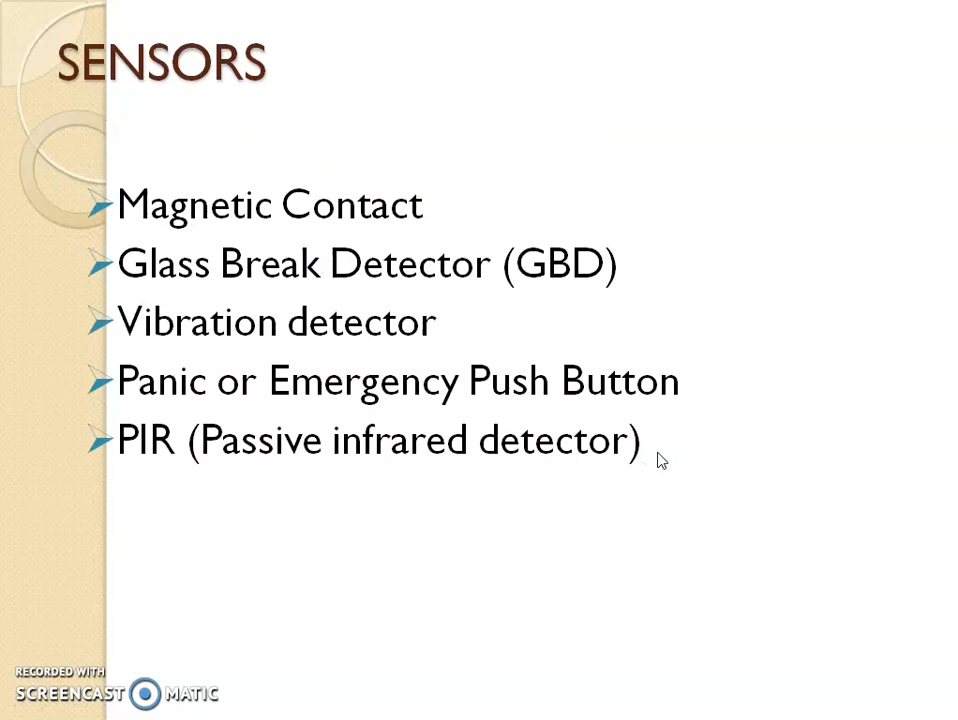 SENSORS
Magnetic Contact
Glass Break Detector (GBD)
Vibration detector
Panic or Emergency Push Button
PIR (Passive infrared detector)
RECORDED WITH
SCREENCAST MATIC